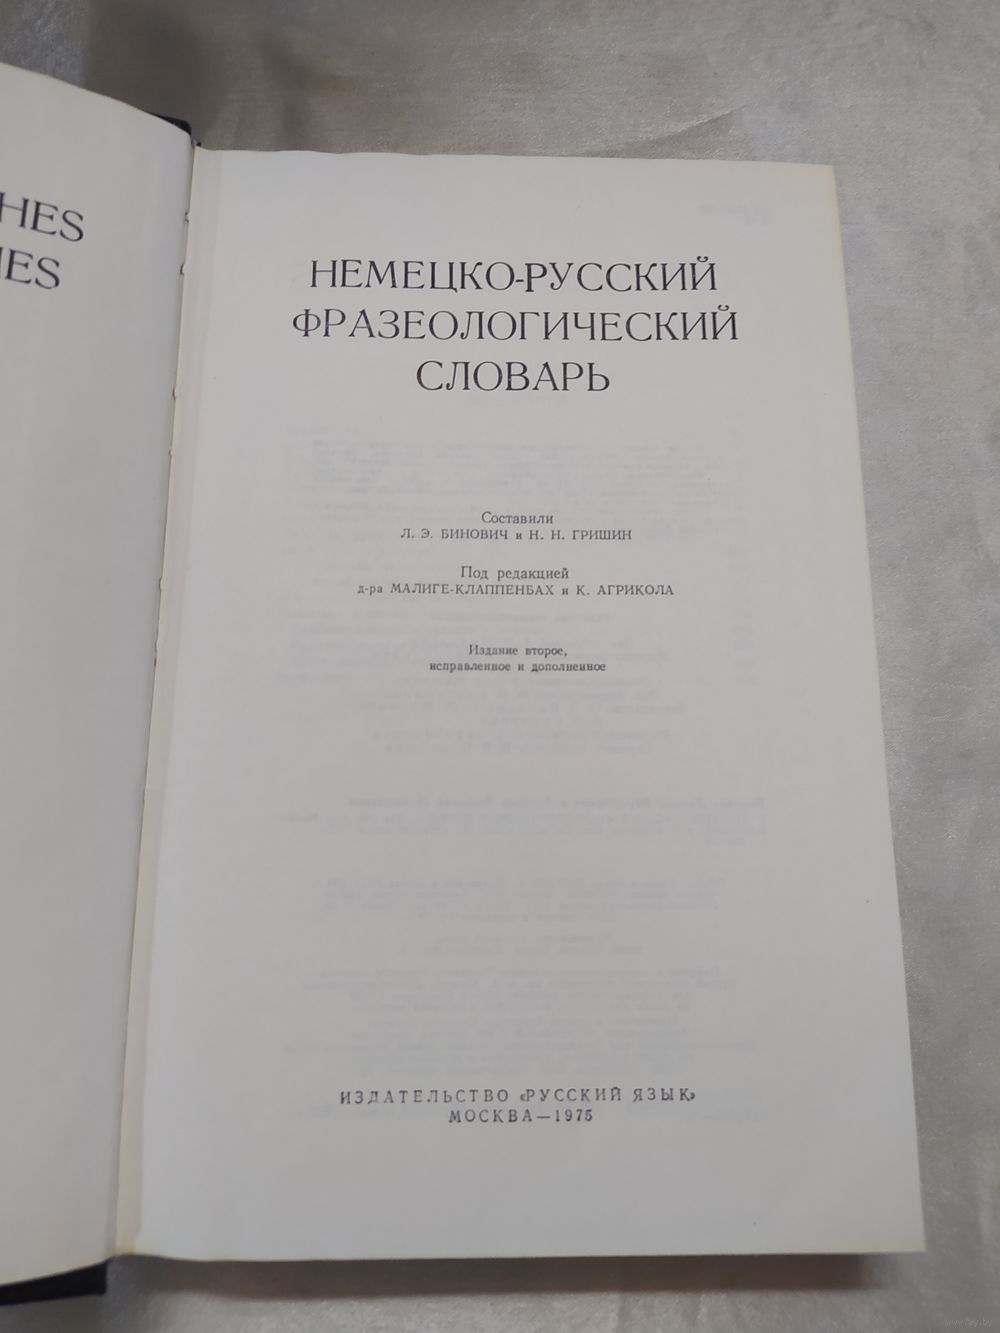 HES
IES
НЕМЕЦКО-РУССКИЙ
ФРАЗЕОЛОГИЧЕСКИЙ
СЛОВАРЬ
Составили
Л. Э. БИНОВИЧ и Н. Н. ГРИШИН
Под редакцией
д-ра МАЛИГЕ-КЛАППЕНБАХ и К. АГРИКОЛА
Издание второе,
исправленное и дополненное
ИЗДАТЕЛЬСТВО «РУССКИЙ ЯЗЫК»
МОСКВА—1975